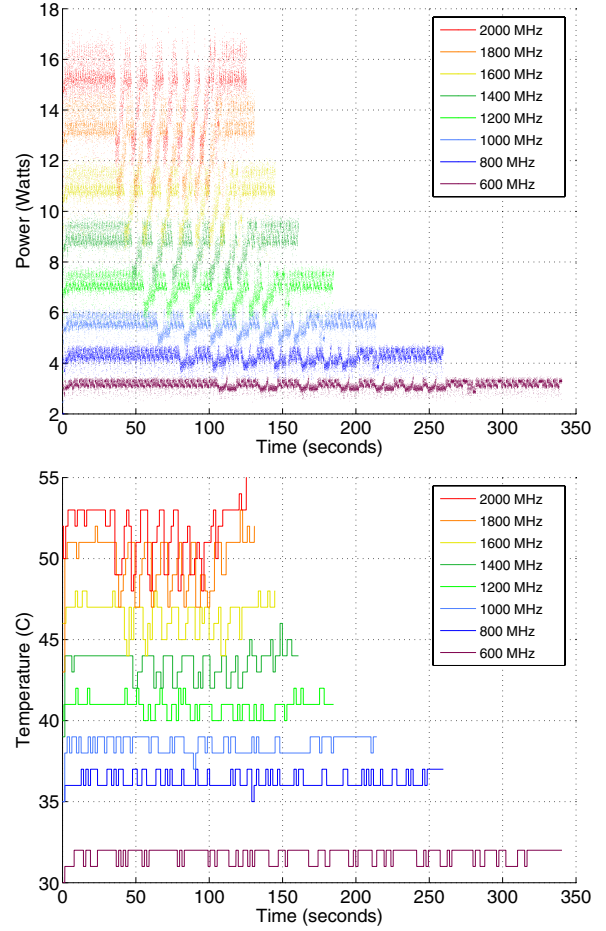 18
16
14
12
10
8
6
4
2
Power (Watts)
2000 MHz
1800 MHz
1600 MHz
1400 MHz
1200 MHz
1000 MHz
800 MHz
600 MHz
0 50 100 150 200 250 300 350
Time (seconds)
55
50
45
40
35
30
Temperature (C)
2000 MHz
1800 MHz
1600 MHz
1400 MHz
1200 MHz
1000 MHz
800 MHz
600 MHz
0 50 100 150 200 250 300 350
Time (seconds)